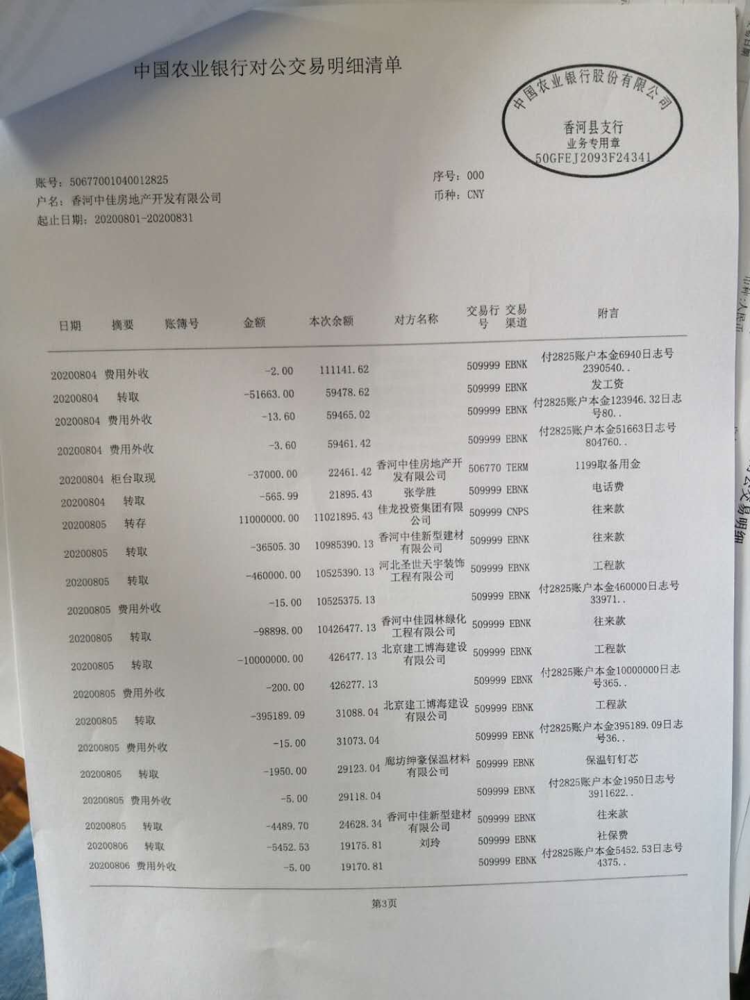 中国农业银行对公交易明细清单
中国农业银行股份有限公司
香河县支行
业务专用章
50GFEJ2093F24341
账号：50677001040012825
序号：000
户名：香河中佳房地产开发有限公司
币种：CNY
起止日期：20200801-20200831
日期 摘要 账簿号 金额 本次余额 对方名称 交易行号 交易渠道 附言
20200804 费用外收 -2.00 111141.62 509999 EBNK 付2825账户本金6940日志号2390540..
20200804 转取 -51663.00 59478.62 509999 EBNK 发工资
20200804 费用外收 -13.60 59465.02 509999 EBNK 付2825账户本金123946.32日志号80..
20200804 费用外收 -3.60 59461.42 509999 EBNK 付2825账户本金51663日志号804760..
20200804 柜台取现 -37000.00 22461.42 香河中佳房地产开发有限公司 506770 TERM 1199取备用金
20200804 转取 -565.99 21895.43 张学胜 509999 EBNK 电话费
20200805 转存 11000000.00 11021895.43 佳龙投资集团有限公司 509999 CNPS 往来款
20200805 转取 -36505.30 10985390.13 香河中佳新型建材有限公司 509999 EBNK 往来款
20200805 转取 -460000.00 10525390.13 河北圣世天宇装饰工程有限公司 509999 EBNK 工程款
20200805 费用外收 -15.00 10525375.13 509999 EBNK 付2825账户本金460000日志号33971..
20200805 转取 -98898.00 10426477.13 香河中佳园林绿化工程有限公司 509999 EBNK 往来款
20200805 转取 -10000000.00 426477.13 北京建工博海建设有限公司 509999 EBNK 工程款
20200805 费用外收 -200.00 426277.13 509999 EBNK 付2825账户本金10000000日志号365..
20200805 转取 -395189.09 31088.04 北京建工博海建设有限公司 509999 EBNK 工程款
20200805 费用外收 -15.00 31073.04 509999 EBNK 付2825账户本金395189.09日志号36..
20200805 转取 -1950.00 29123.04 廊坊绅豪保温材料有限公司 509999 EBNK 保温钉钉芯
20200805 费用外收 -5.00 29118.04 509999 EBNK 付2825账户本金1950日志号3911622..
20200805 转取 -4489.70 24628.34 香河中佳新型建材有限公司 509999 EBNK 往来款
20200806 转取 -5452.53 19175.81 刘玲 509999 EBNK 社保费
20200806 费用外收 -5.00 19170.81 509999 EBNK 付2825账户本金5452.53日志号4375..
第3页